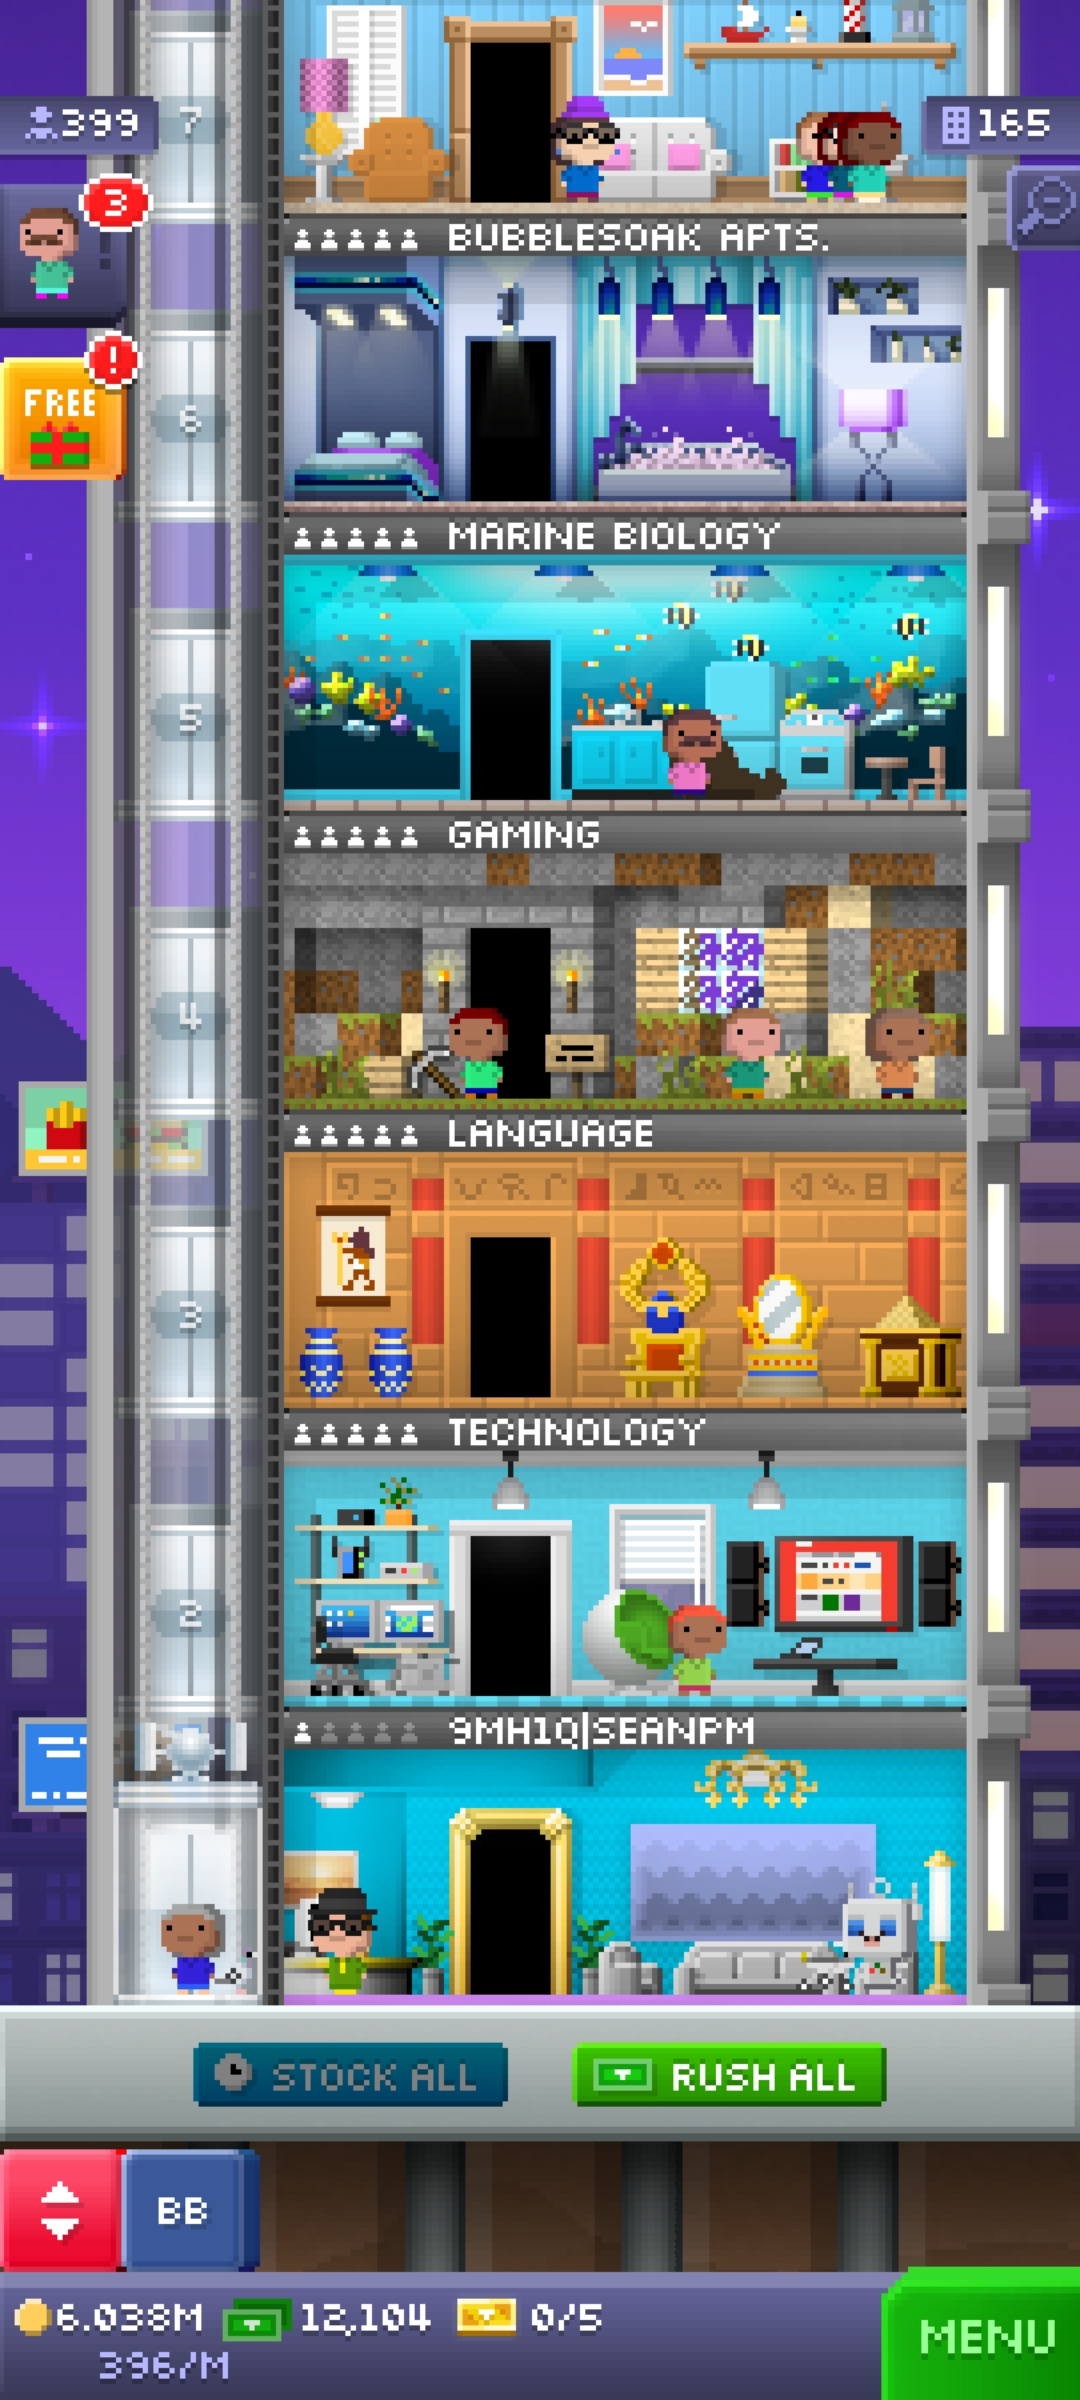 7
399
165
3
BUBBLESOAK APTS.
!
FREE
6
MARINE BIOLOGY
5
GAMING
4
LANGUAGE
3
TECHNOLOGY
2
9MH1Q|SEANPM
STOCK ALL
RUSH ALL
BB
6.038M
12,104
0/5
396/M
MENU